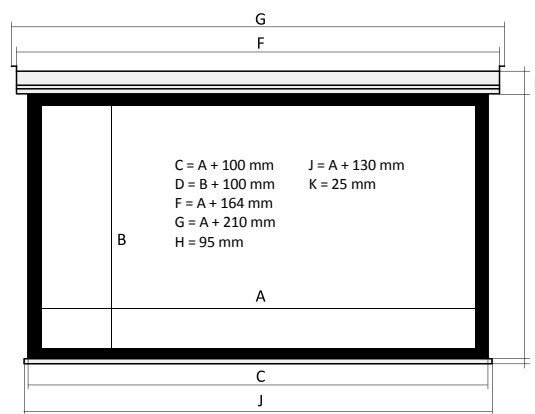 G
F
C = A + 100 mm
D = B + 100 mm
F = A + 164 mm
G = A + 210 mm
H = 95 mm
J = A + 130 mm
K = 25 mm
B
A
C
J